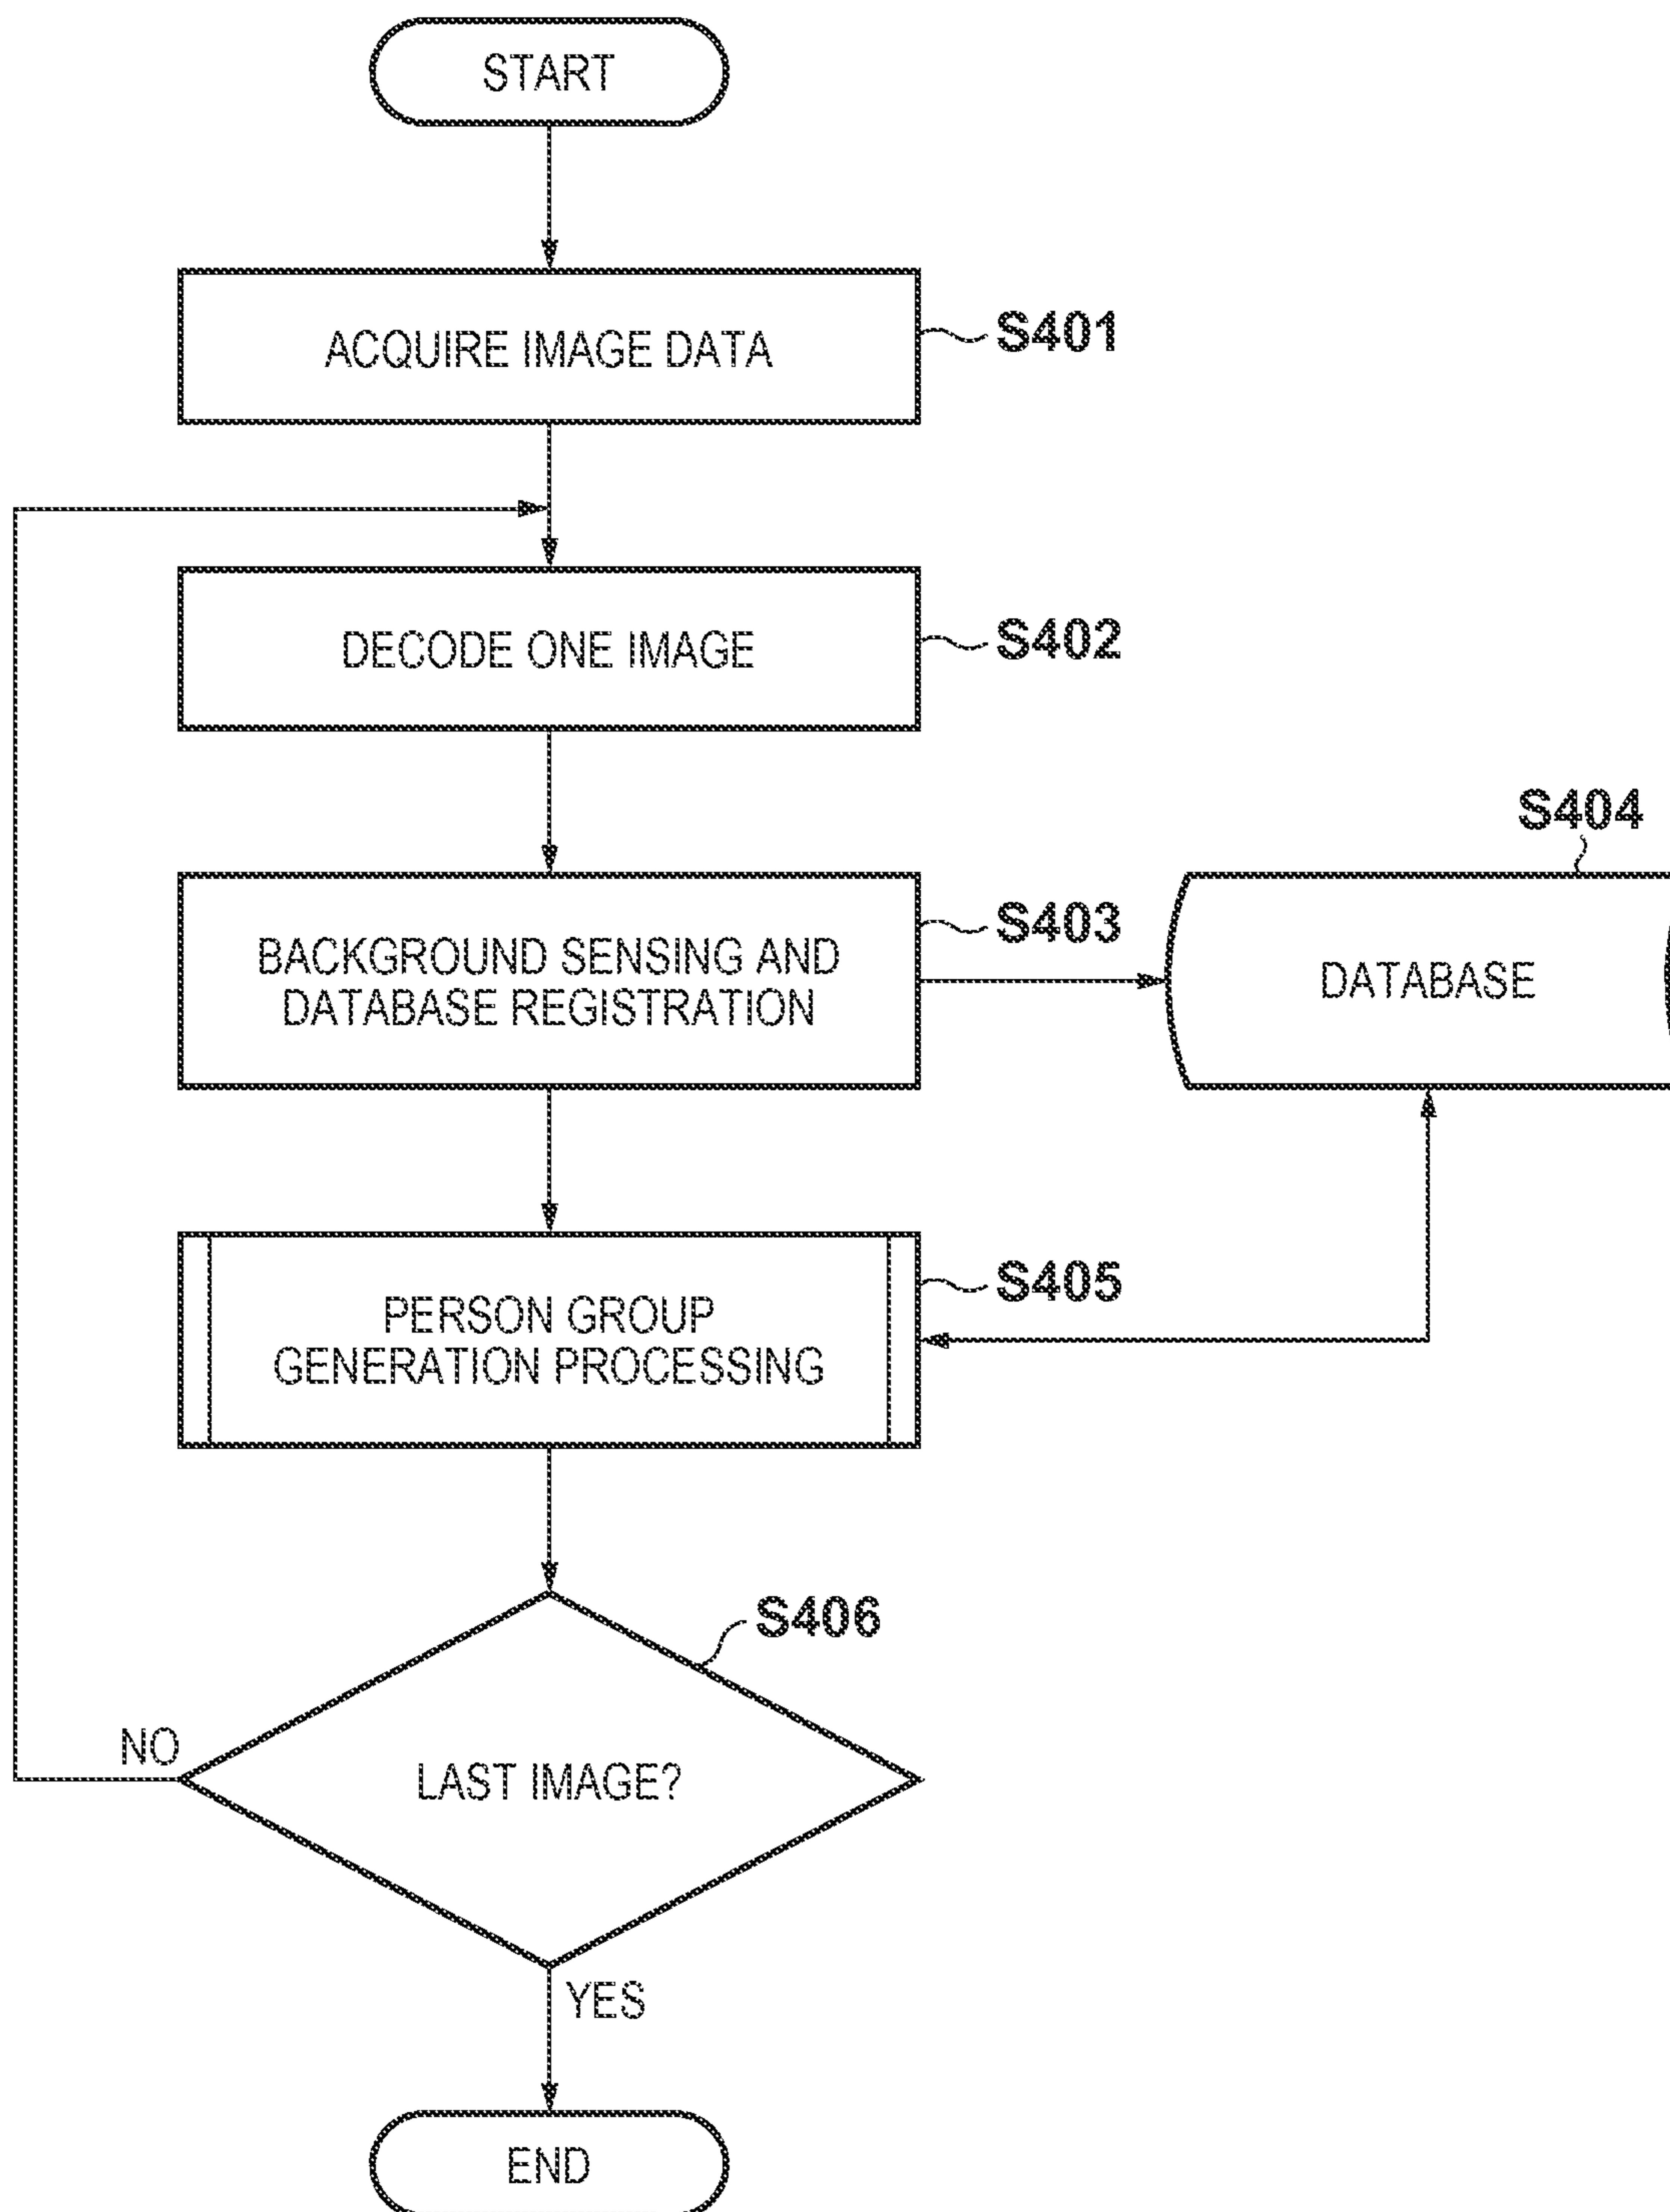 START
ACQUIRE IMAGE DATA
S401
DECODE ONE IMAGE
S402
BACKGROUND SENSING AND
DATABASE REGISTRATION
S403
S404
DATABASE
PERSON GROUP
GENERATION PROCESSING
S405
S406
LAST IMAGE?
NO
YES
END